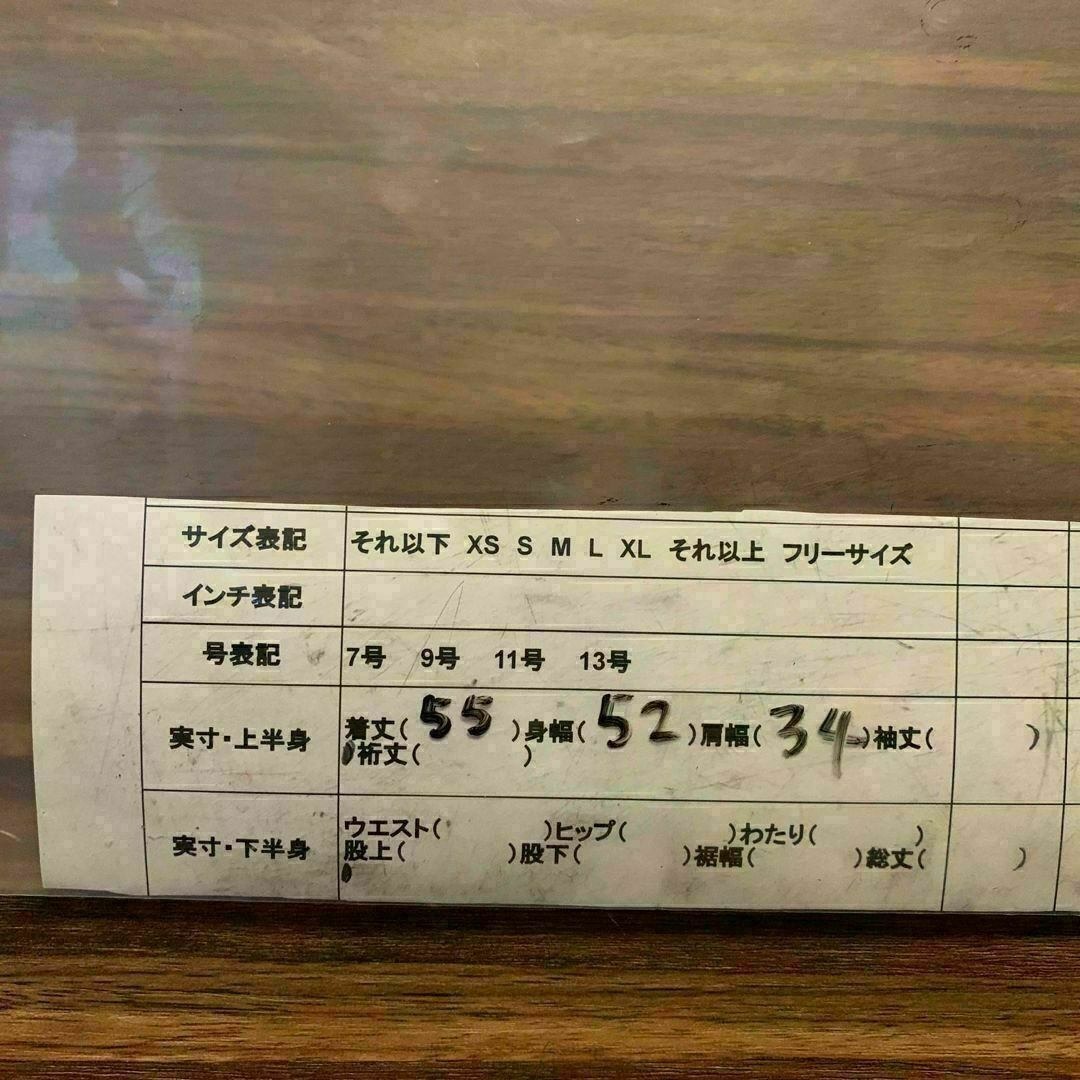 サイズ表記 それ以下 XS S M L XL それ以上 フリーサイズ
インチ表記
号表記 7号 9号 11号 13号
実寸・上半身 着丈( 55 )身幅( 52 )肩幅( 34 )袖丈( )
裄丈( )
実寸・下半身 ウエスト( )ヒップ( )わたり( )
股上( )股下( )裾幅( )総丈( )